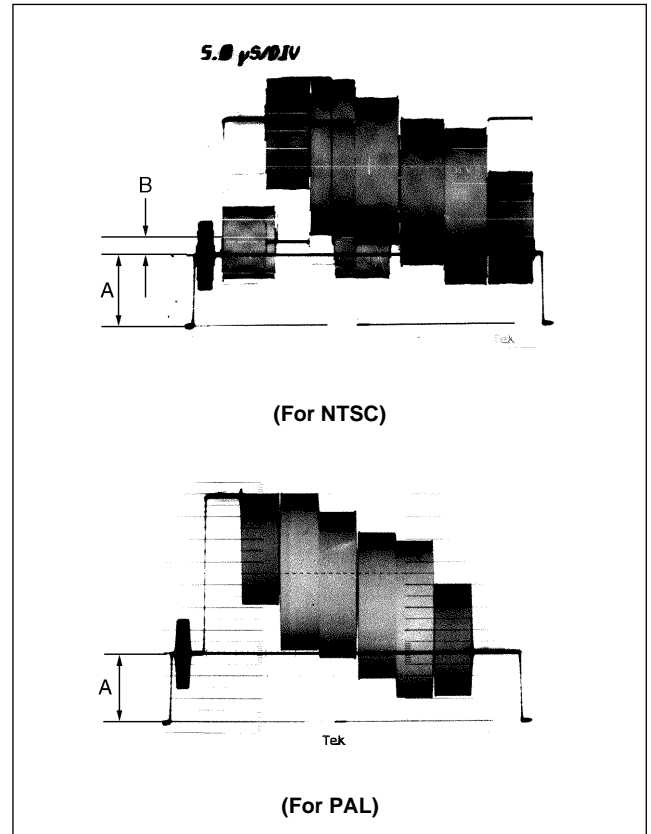 5.0 µS/DIV
B
A
Tek
(For NTSC)
A
Tek
(For PAL)